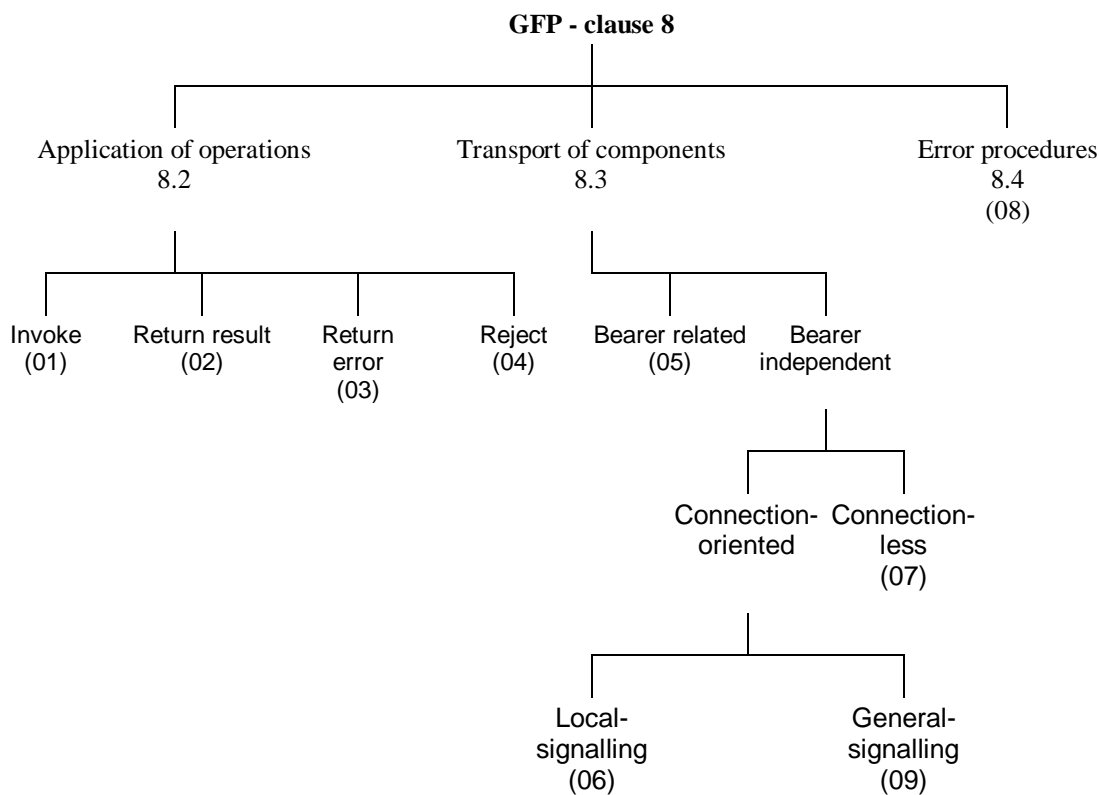 GFP - clause 8
Application of operations
8.2
Transport of components
8.3
Error procedures
8.4
(08)
Invoke
(01)
Return result
(02)
Return
error
(03)
Reject
(04)
Bearer related
(05)
Bearer
independent
Connection-
oriented
Connection-
less
(07)
Local-
signalling
(06)
General-
signalling
(09)